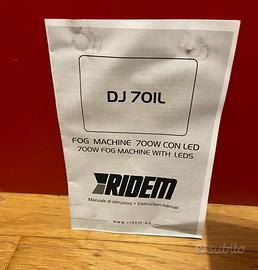 DJ 701L
FOG MACHINE 700W CON LED
700W FOG MACHINE WITH LEDS
RIDEM
Manuale di istruzioni • Instruction manual
www.ridem.eu
subito